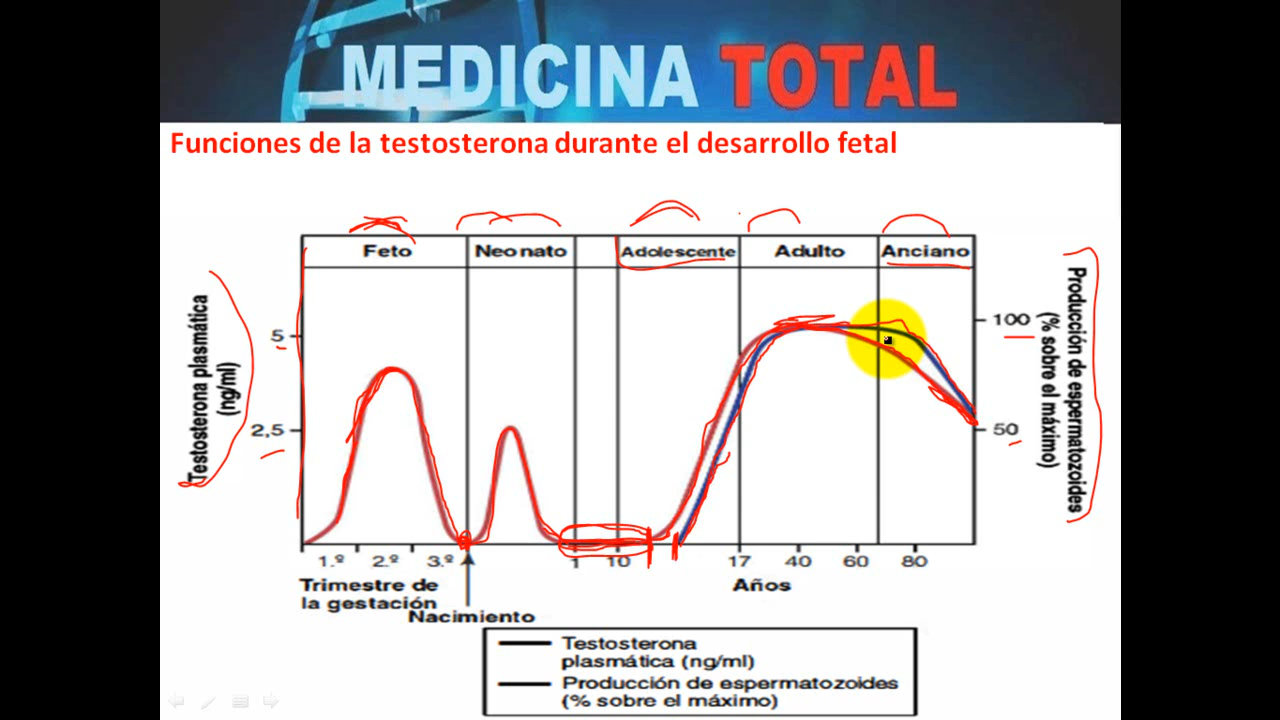 MEDICINA TOTAL
Funciones de la testosterona durante el desarrollo fetal
Feto
Neonato
Adolescente
Adulto
Anciano
Testosterona plasmática
(ng/ml)
5
2,5
100
50
Producción de espermatozoides
(% sobre el máximo)
1.º 2.º 3.º 1 10 17 40 60 80
Trimestre de
la gestación
Años
Nacimiento
Testosterona
plasmática (ng/ml)
Producción de espermatozoides
(% sobre el máximo)